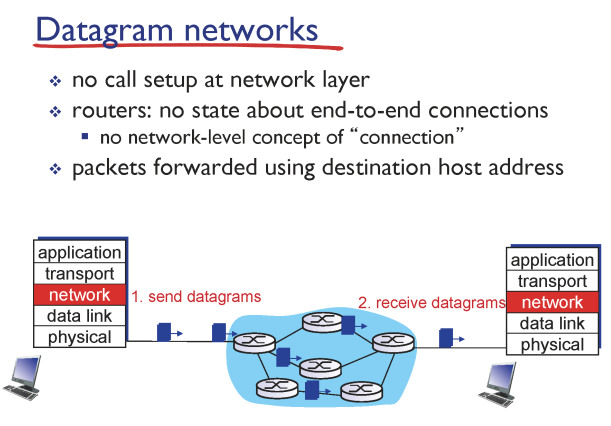 Datagram networks
no call setup at network layer
routers: no state about end-to-end connections
no network-level concept of “connection”
packets forwarded using destination host address
application
transport
network
data link
physical
1. send datagrams
2. receive datagrams
application
transport
network
data link
physical